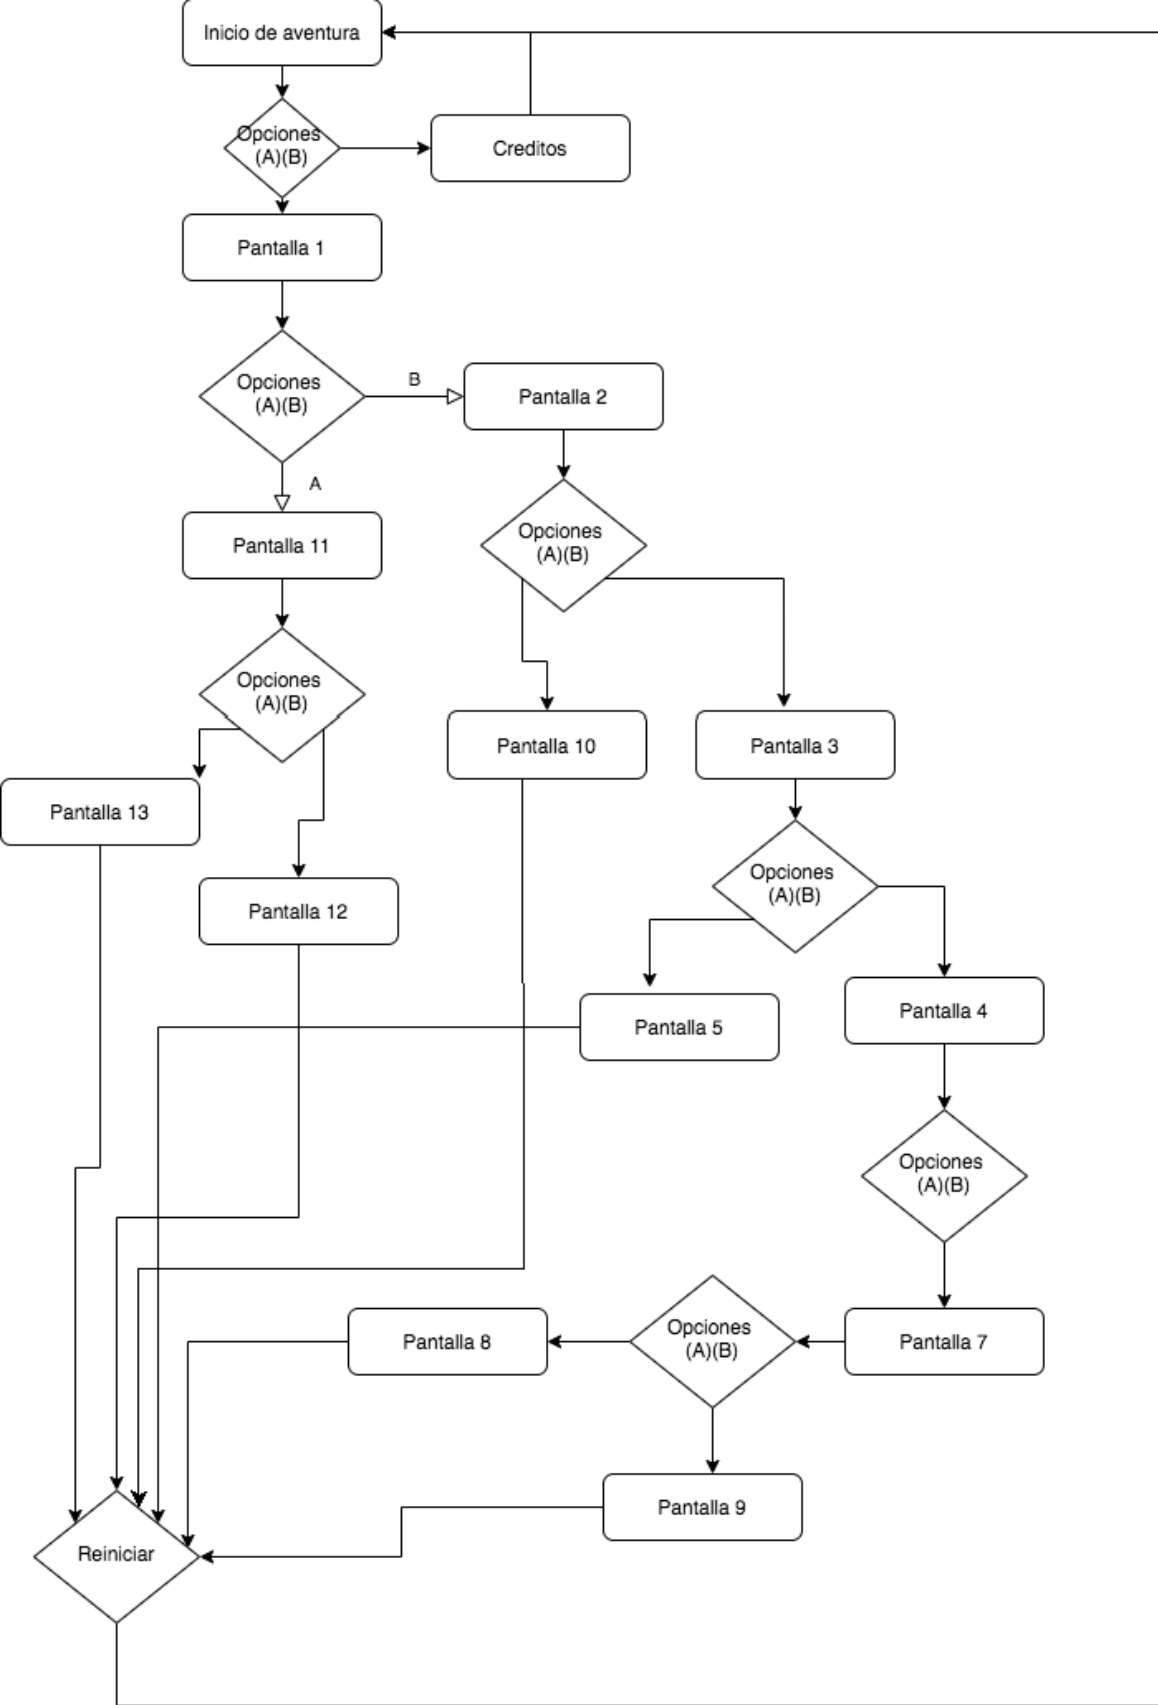 Inicio de aventura
Opciones
(A)(B)
Creditos
Pantalla 1
Opciones
(A)(B)
B
Pantalla 2
A
Pantalla 11
Opciones
(A)(B)
Opciones
(A)(B)
Pantalla 10
Pantalla 3
Pantalla 13
Opciones
(A)(B)
Pantalla 12
Pantalla 4
Pantalla 5
Opciones
(A)(B)
Pantalla 8
Opciones
(A)(B)
Pantalla 7
Pantalla 9
Reiniciar